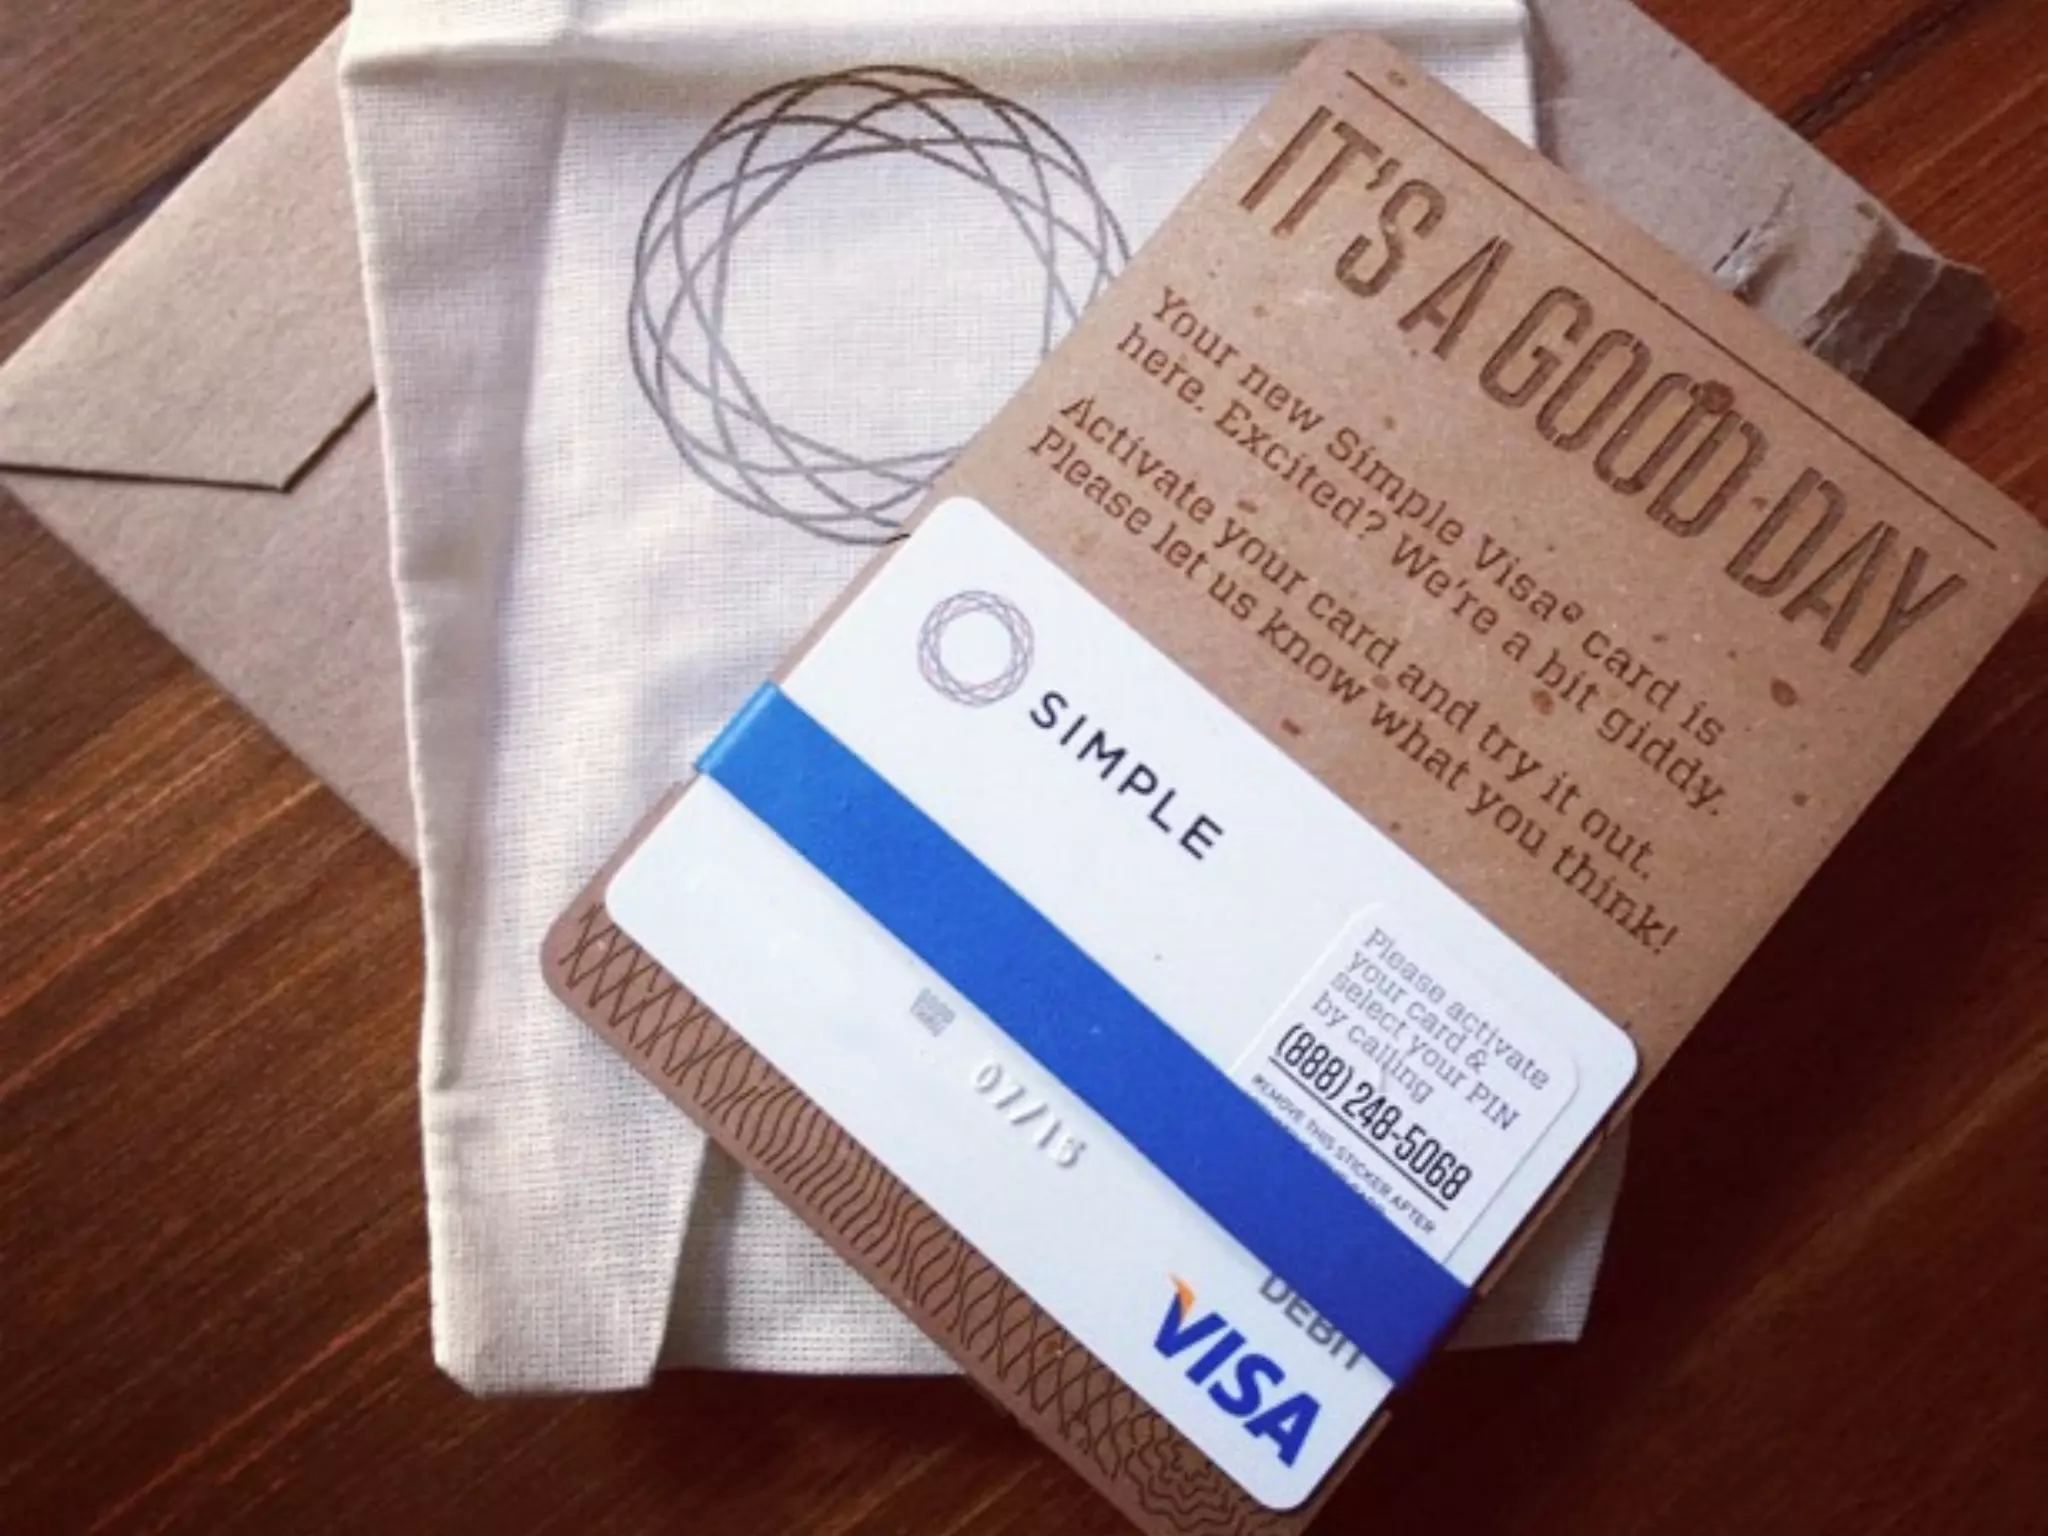 IT'S A GOOD DAY
Your new Simple Visa® card is
here. Excited? We're a bit giddy.
Activate your card and try it out.
Please let us know what you think!
SIMPLE
Please activate
your card &
select your PIN
by calling
(888) 248-5068
REMOVE THIS STICKER AFTER
07/16
DEBIT
VISA